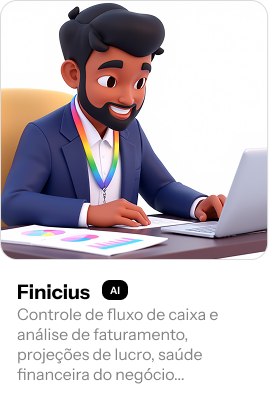 Finicius AI
Controle de fluxo de caixa e
análise de faturamento,
projeções de lucro, saúde
financeira do negócio...